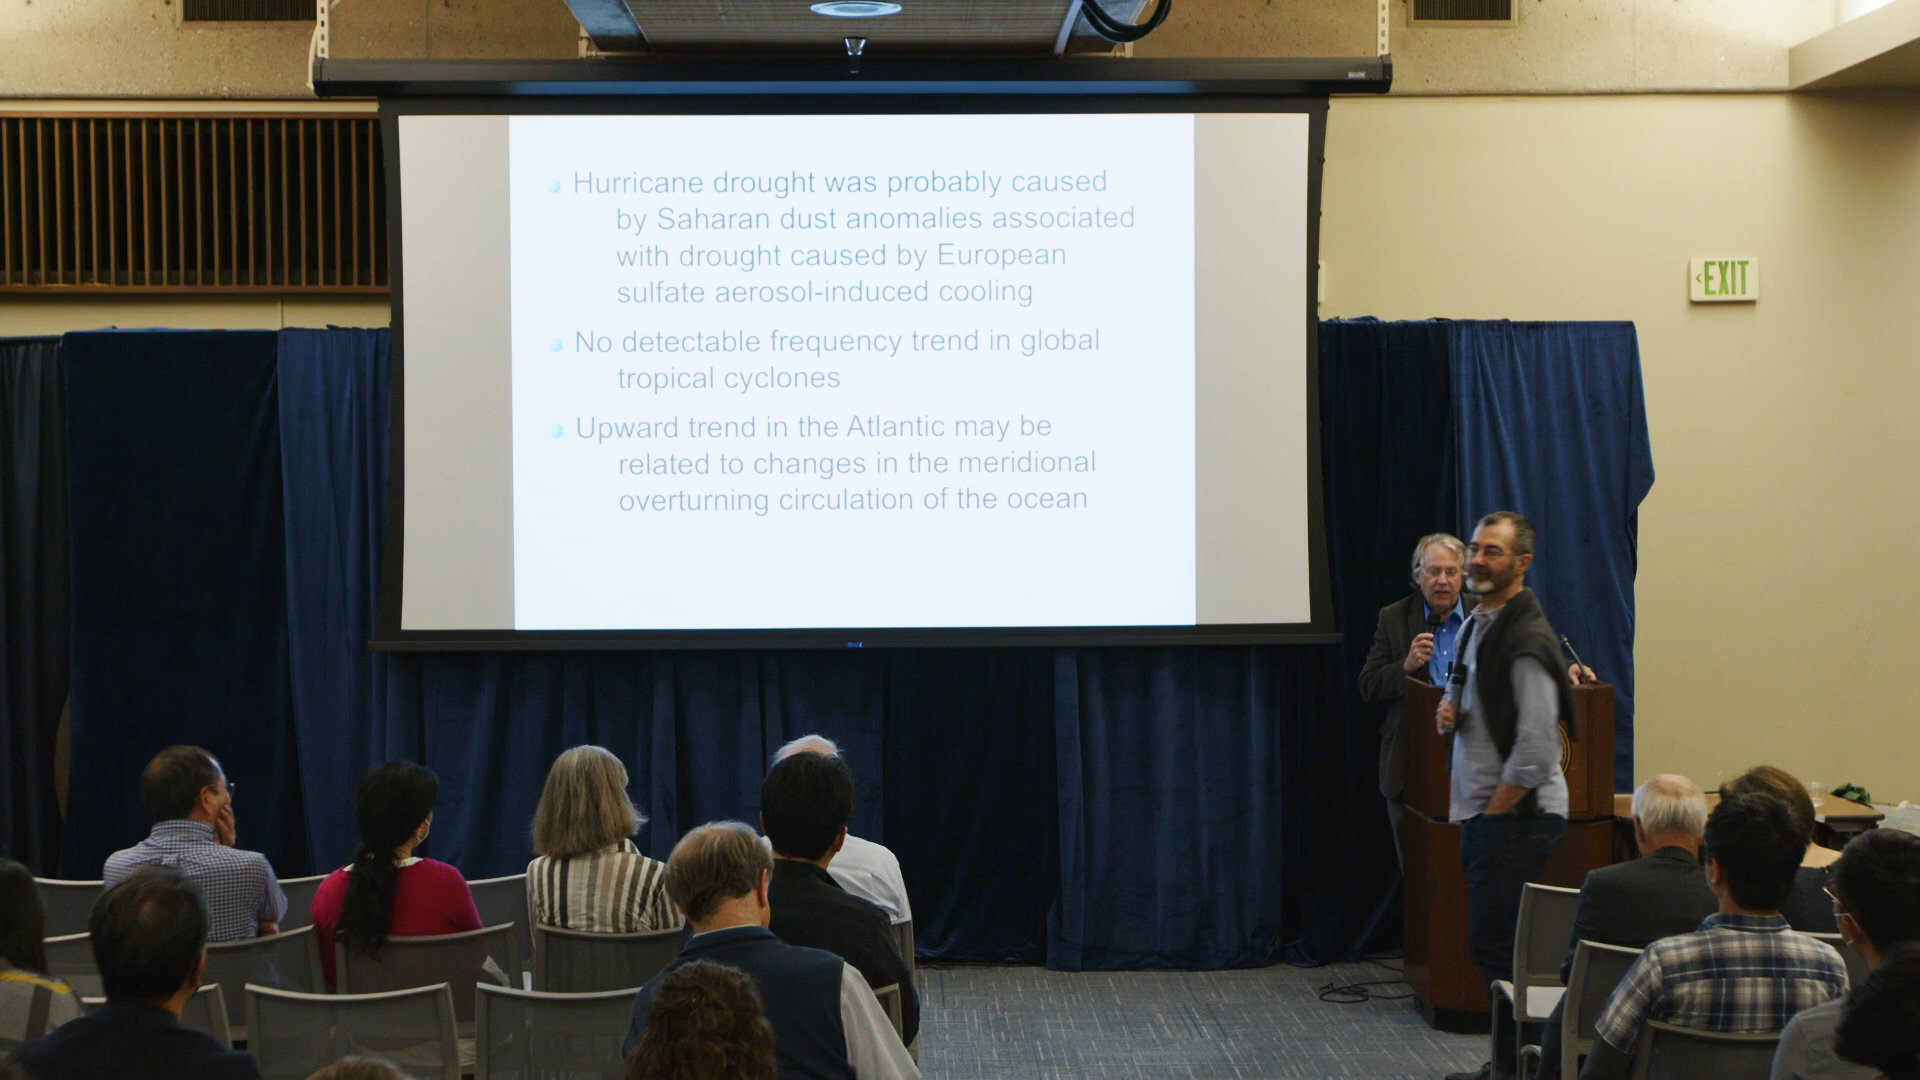 Hurricane drought was probably caused
by Saharan dust anomalies associated
with drought caused by European
sulfate aerosol-induced cooling
No detectable frequency trend in global
tropical cyclones
Upward trend in the Atlantic may be
related to changes in the meridional
overturning circulation of the ocean
EXIT